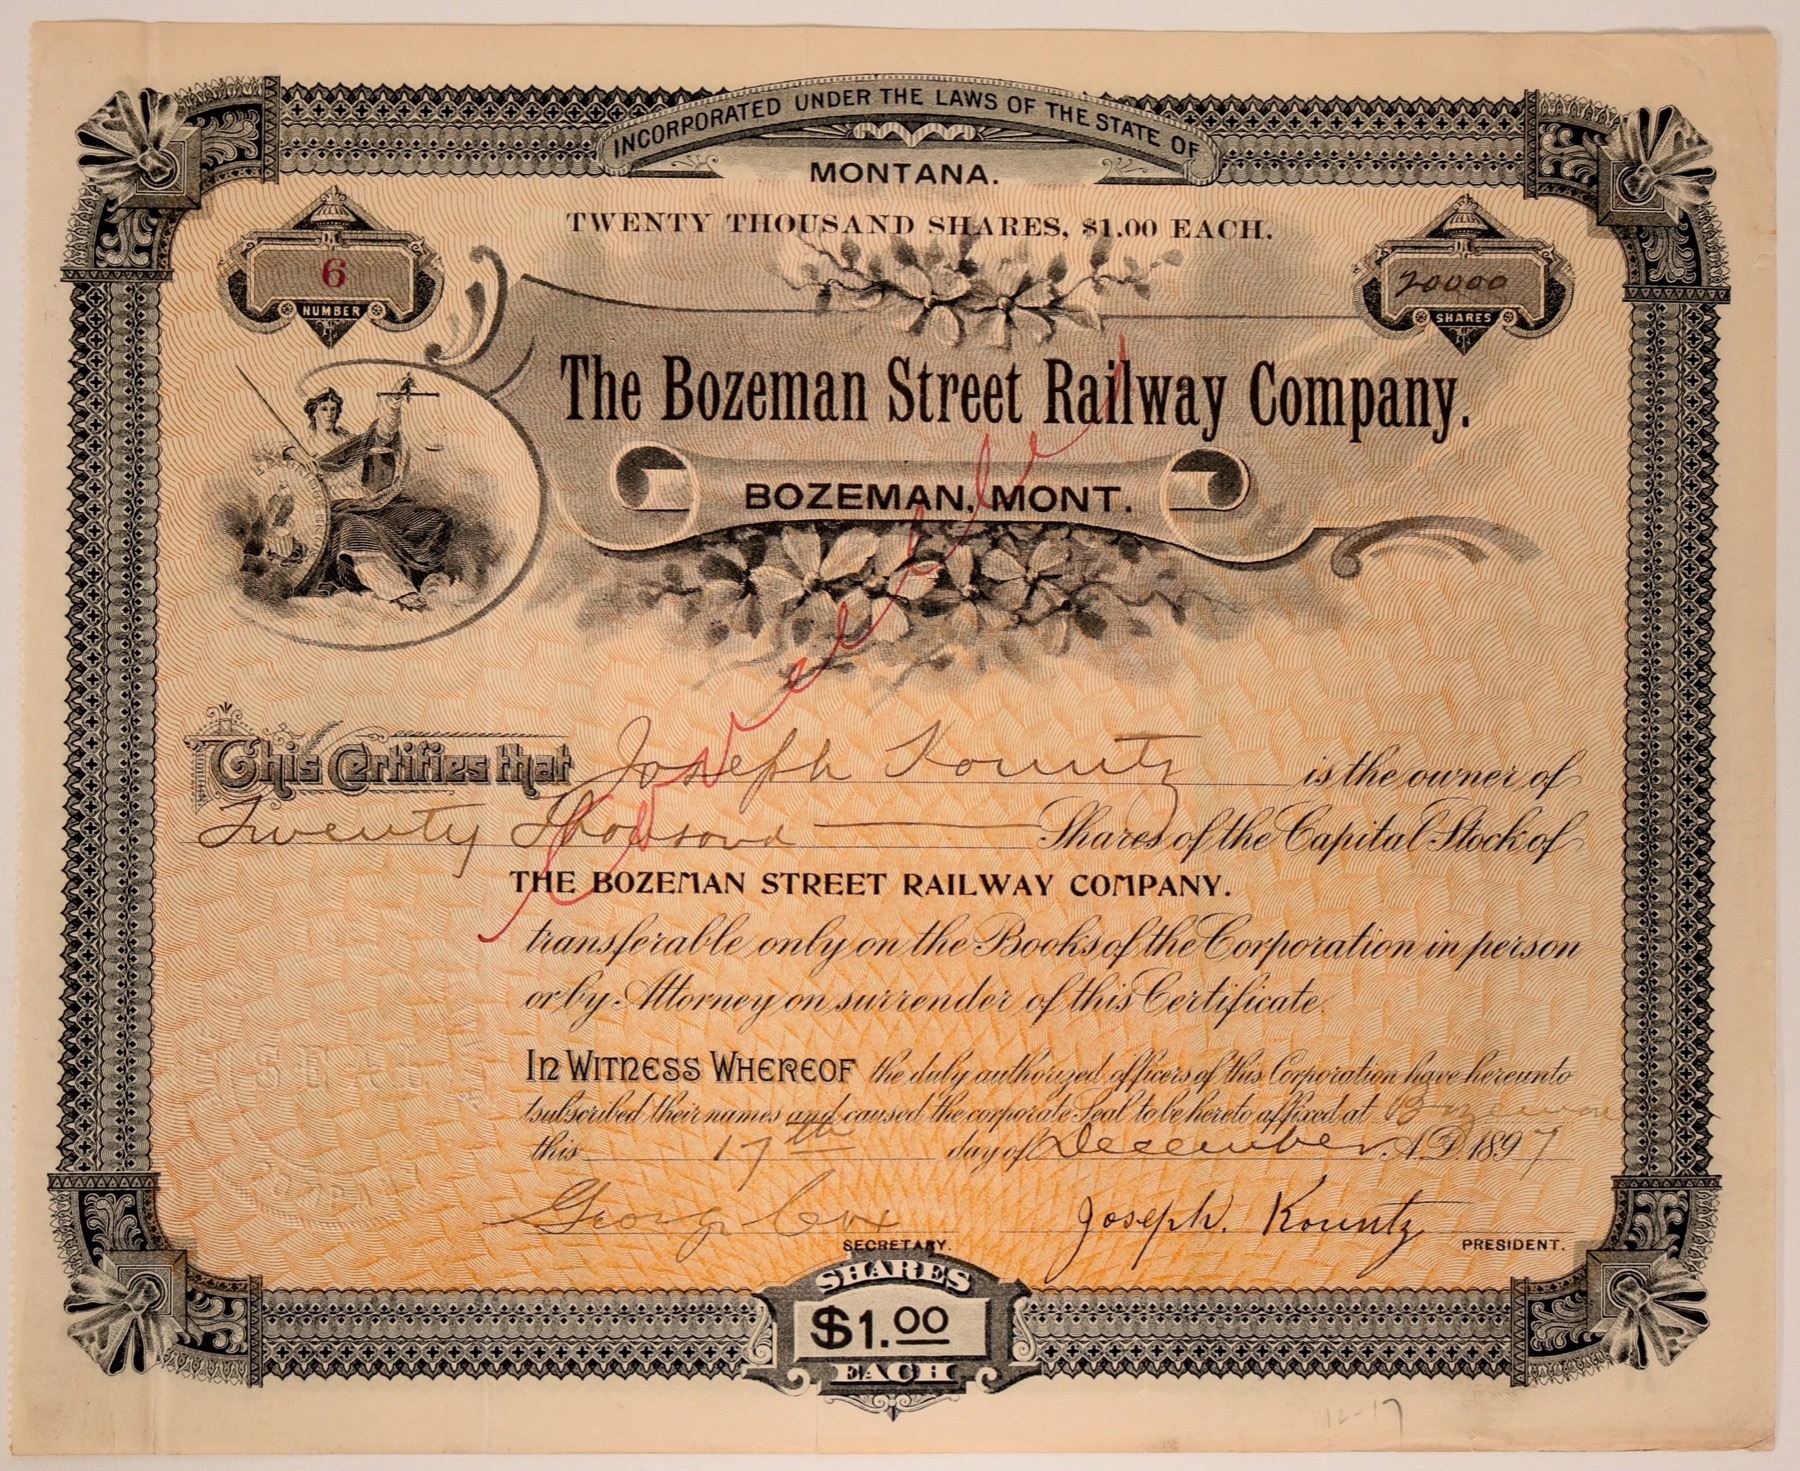 INCORPORATED UNDER THE LAWS OF THE STATE OF
MONTANA.
TWENTY THOUSAND SHARES, $1.00 EACH.
6
NUMBER
20000
SHARES
The Bozeman Street Railway Company.
BOZEMAN, MONT.
This Certifies that Joseph Kountz is the owner of
Twenty Thousand Shares of the Capital Stock of
THE BOZEMAN STREET RAILWAY COMPANY.
transferable only on the Books of the Corporation in person
or by Attorney on surrender of this Certificate.
IN WITNESS WHEREOF the duly authorized officers of this Corporation have hereunto
subscribed their names and caused the corporate Seal to be hereto affixed at Bozeman
this 17th day of December A.D. 1897
George Cox Joseph Kountz
SECRETARY. PRESIDENT.
SHARES
$1.00
EACH
12-17